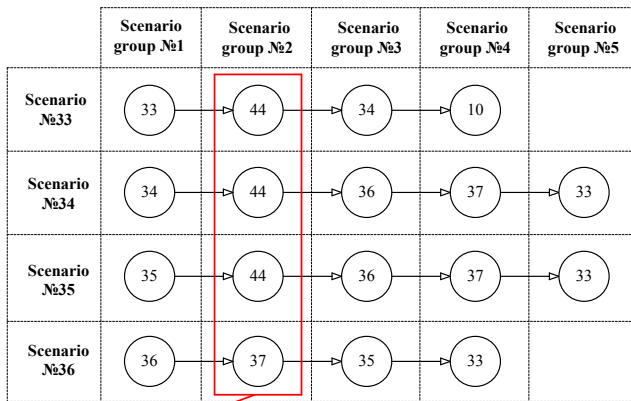 Scenario group №1 Scenario group №2 Scenario group №3 Scenario group №4 Scenario group №5
Scenario №33 33 44 34 10
Scenario №34 34 44 36 37 33
Scenario №35 35 44 36 37 33
Scenario №36 36 37 35 33